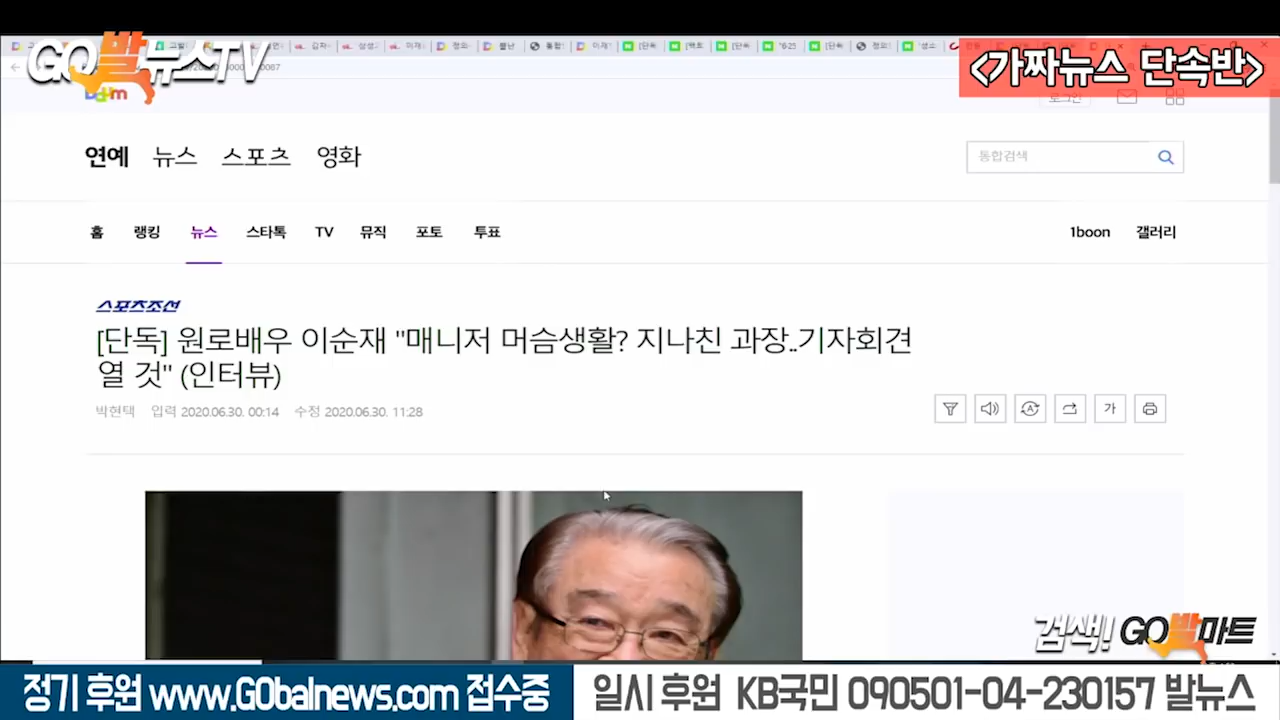 GO발뉴스TV
<가짜뉴스 단속반>
로그인
연예 뉴스 스포츠 영화
통합검색
홈 랭킹 뉴스 스타톡 TV 뮤직 포토 투표 1boon 갤러리
스포츠조선
[단독] 원로배우 이순재 "매니저 머슴생활? 지나친 과장..기자회견
열 것" (인터뷰)
박현택 입력 2020.06.30. 00:14 수정 2020.06.30. 11:28
가
검색! GO발마트
정기 후원 www.GObalnews.com 접수중
일시 후원 KB국민 090501-04-230157 발뉴스